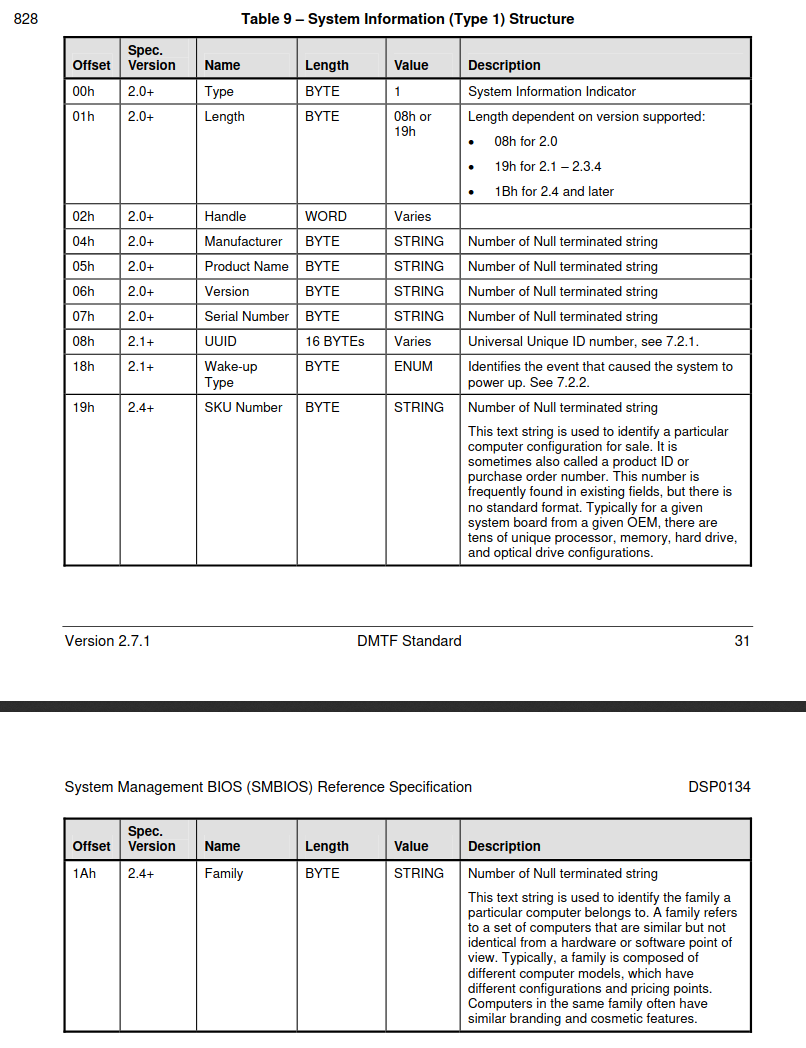 828
Table 9 – System Information (Type 1) Structure
Offset Spec. Version Name Length Value Description
00h 2.0+ Type BYTE 1 System Information Indicator
01h 2.0+ Length BYTE 08h or 19h Length dependent on version supported:
• 08h for 2.0
• 19h for 2.1 – 2.3.4
• 1Bh for 2.4 and later
02h 2.0+ Handle WORD Varies
04h 2.0+ Manufacturer BYTE STRING Number of Null terminated string
05h 2.0+ Product Name BYTE STRING Number of Null terminated string
06h 2.0+ Version BYTE STRING Number of Null terminated string
07h 2.0+ Serial Number BYTE STRING Number of Null terminated string
08h 2.1+ UUID 16 BYTEs Varies Universal Unique ID number, see 7.2.1.
18h 2.1+ Wake-up Type BYTE ENUM Identifies the event that caused the system to
power up. See 7.2.2.
19h 2.4+ SKU Number BYTE STRING Number of Null terminated string
This text string is used to identify a particular
computer configuration for sale. It is
sometimes also called a product ID or
purchase order number. This number is
frequently found in existing fields, but there is
no standard format. Typically for a given
system board from a given OEM, there are
tens of unique processor, memory, hard drive,
and optical drive configurations.
Version 2.7.1 DMTF Standard 31
System Management BIOS (SMBIOS) Reference Specification DSP0134
Offset Spec. Version Name Length Value Description
1Ah 2.4+ Family BYTE STRING Number of Null terminated string
This text string is used to identify the family a
particular computer belongs to. A family refers
to a set of computers that are similar but not
identical from a hardware or software point of
view. Typically, a family is composed of
different computer models, which have
different configurations and pricing points.
Computers in the same family often have
similar branding and cosmetic features.